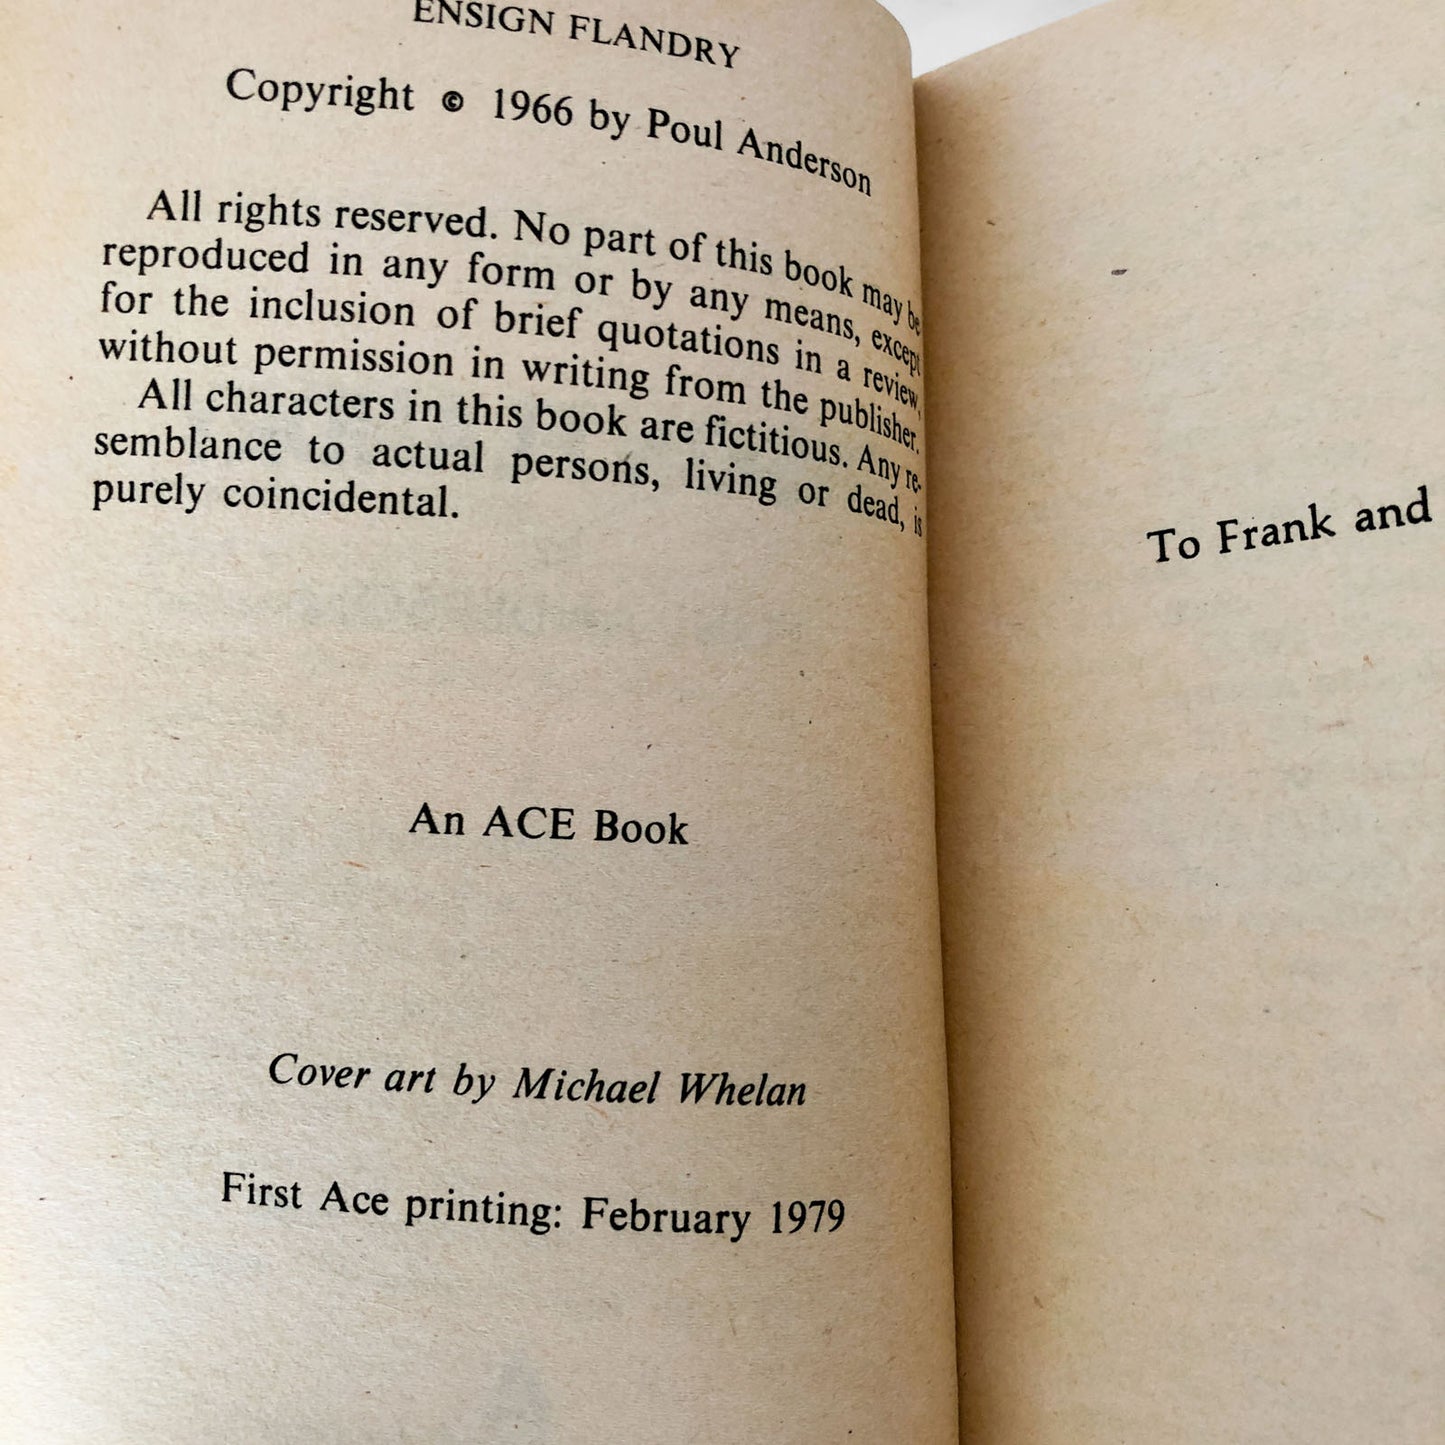 ENSIGN FLANDRY
Copyright © 1966 by Poul Anderson
All rights reserved. No part of this book may be
reproduced in any form or by any means, except
for the inclusion of brief quotations in a review,
without permission in writing from the publisher.
All characters in this book are fictitious. Any re-
semblance to actual persons, living or dead, is
purely coincidental.
An ACE Book
Cover art by Michael Whelan
First Ace printing: February 1979
To Frank and